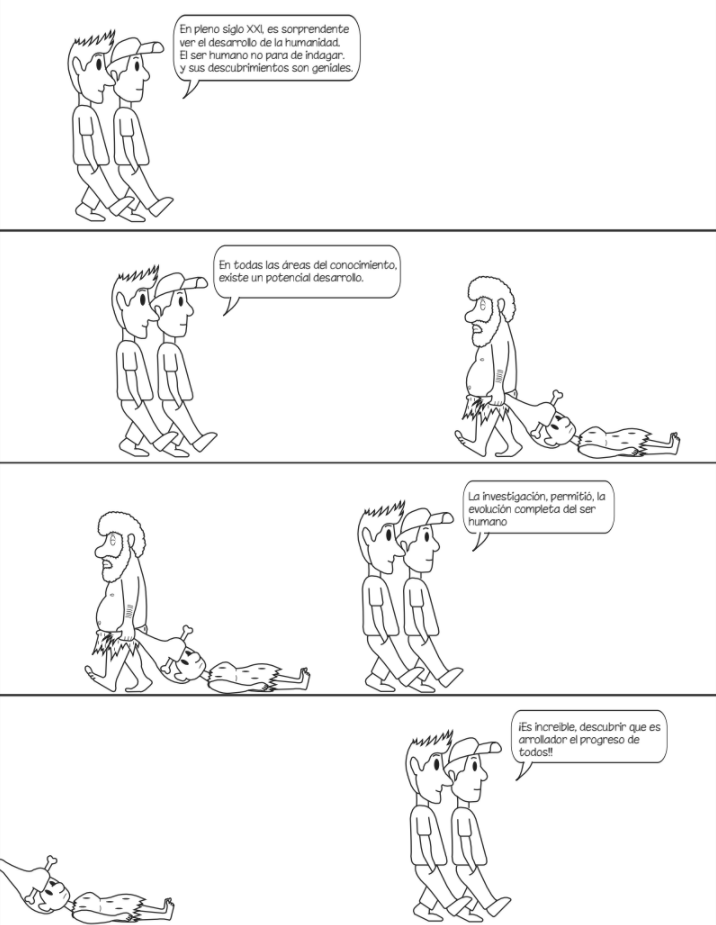 En pleno siglo XXI, es sorprendente
ver el desarrollo de la humanidad.
El ser humano no para de indagar.
y sus descubrimientos son geniales.
En todas las áreas del conocimiento,
existe un potencial desarrollo.
La investigación, permitió, la
evolución completa del ser
humano
¡Es increible, descubrir que es
arrollador el progreso de
todos!!